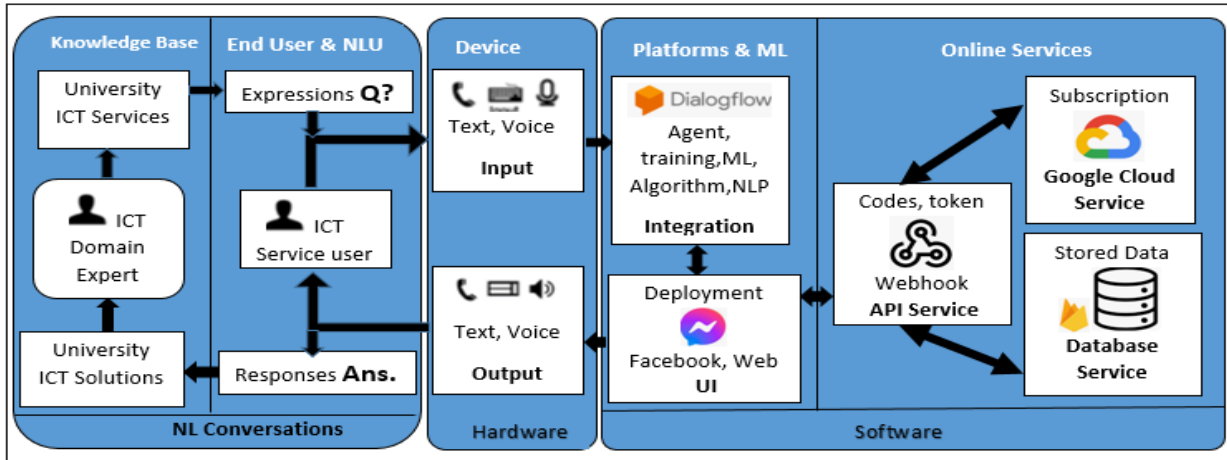 Knowledge Base
University
ICT Services
ICT
Domain
Expert
University
ICT Solutions
End User & NLU
Expressions Q?
ICT
Service user
Responses Ans.
NL Conversations
Device
Text, Voice
Input
Text, Voice
Output
Hardware
Platforms & ML
Dialogflow
Agent,
training,ML,
Algorithm,NLP
Integration
Deployment
Facebook, Web
UI
Online Services
Codes, token
Webhook
API Service
Subscription
Google Cloud
Service
Stored Data
Database
Service
Software